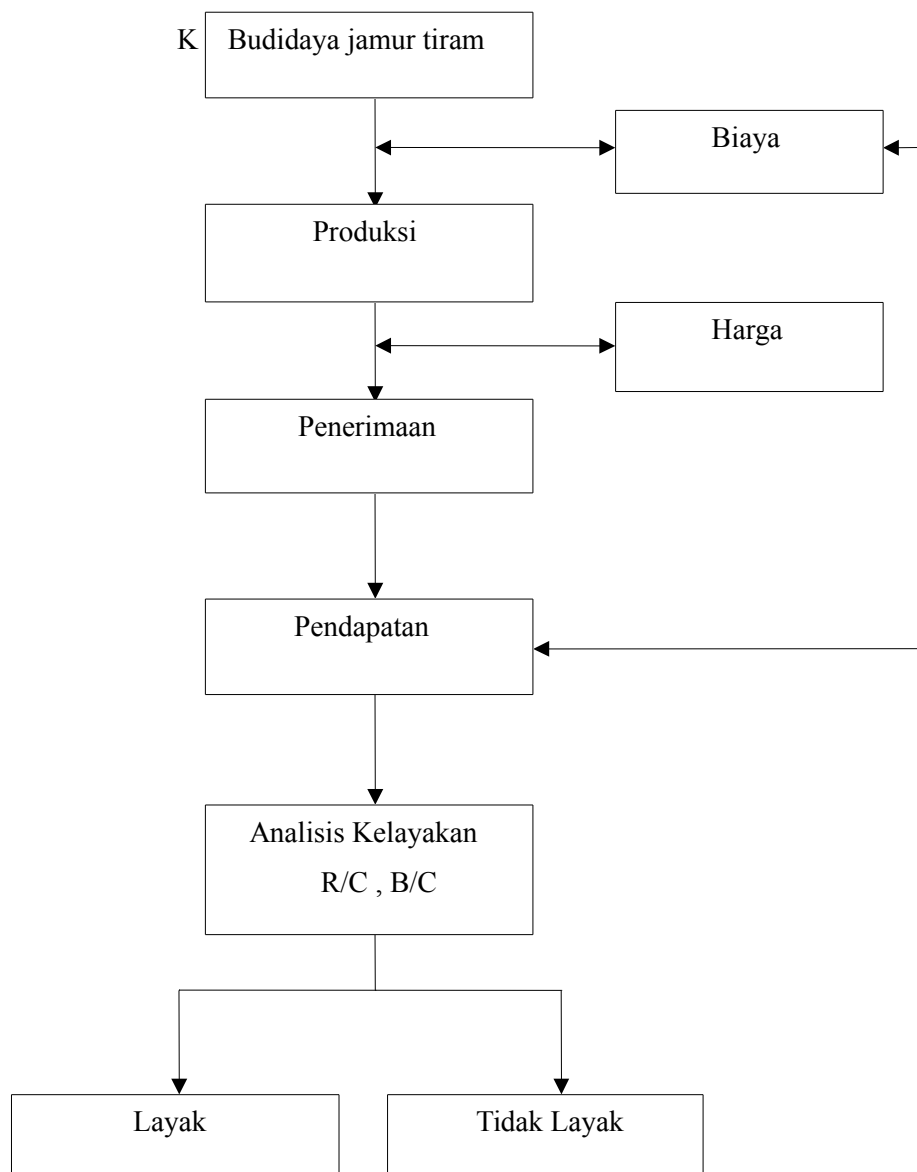 K
Budidaya jamur tiram
Biaya
Produksi
Harga
Penerimaan
Pendapatan
Analisis Kelayakan
R/C , B/C
Layak
Tidak Layak